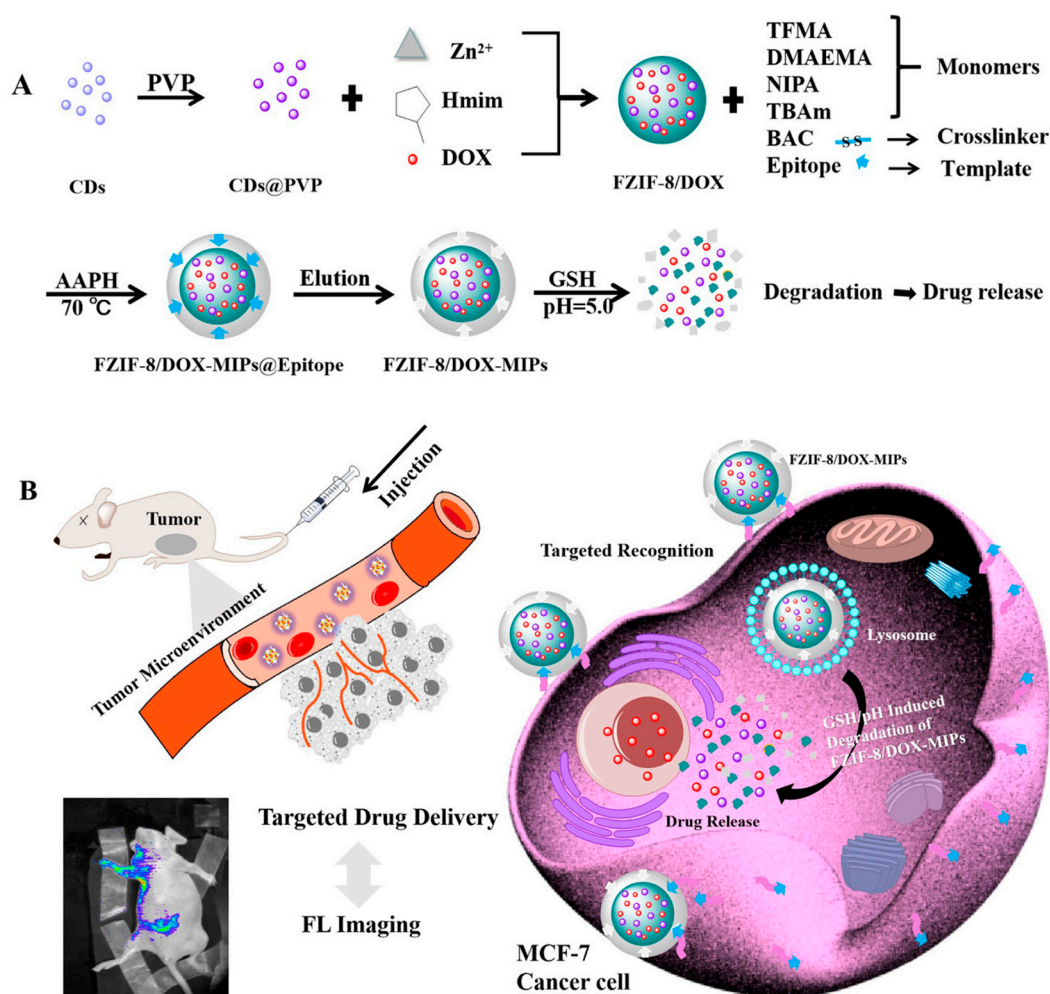 A
CDs
PVP
CDs@PVP
Zn2+
Hmim
DOX
FZIF-8/DOX
TFMA
DMAEMA
NIPA
TBAm
Monomers
BAC
S S
Crosslinker
Epitope
Template
AAPH
70 ℃
FZIF-8/DOX-MIPs@Epitope
Elution
FZIF-8/DOX-MIPs
GSH
pH=5.0
Degradation
Drug release
B
Tumor
Injection
Tumor Microenvironment
Targeted Drug Delivery
FL Imaging
FZIF-8/DOX-MIPs
Targeted Recognition
Lysosome
GSH/pH Induced
Degradation of
FZIF-8/DOX-MIPs
Drug Release
MCF-7
Cancer cell